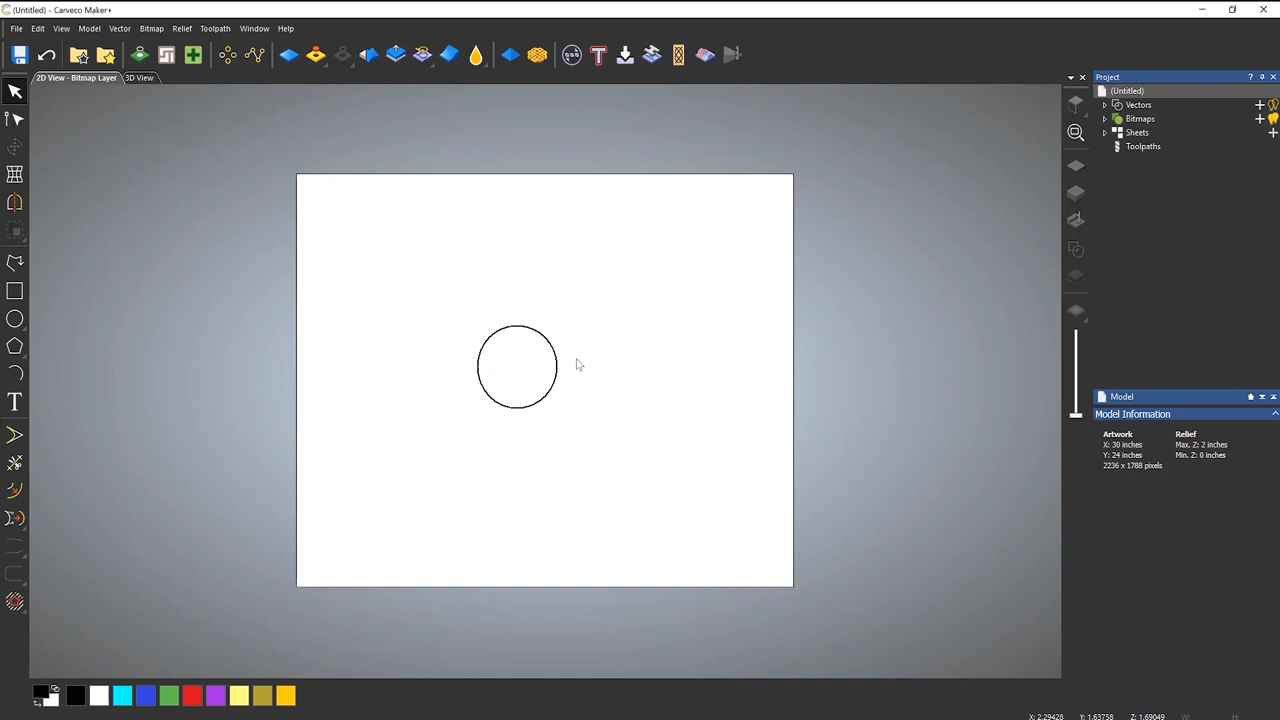 (Untitled) - Carveco Maker+
File Edit View Model Vector Bitmap Relief Toolpath Window Help
2D View - Bitmap Layer 3D View
Project
(Untitled)
Vectors
Bitmaps
Sheets
Toolpaths
Model
Model Information
Artwork Relief
X: 30 inches Max. Z: 2 inches
Y: 24 inches Min. Z: 0 inches
2236 x 1788 pixels
X: 2.29428 Y: 1.63758 Z: 1.69049 W: H: